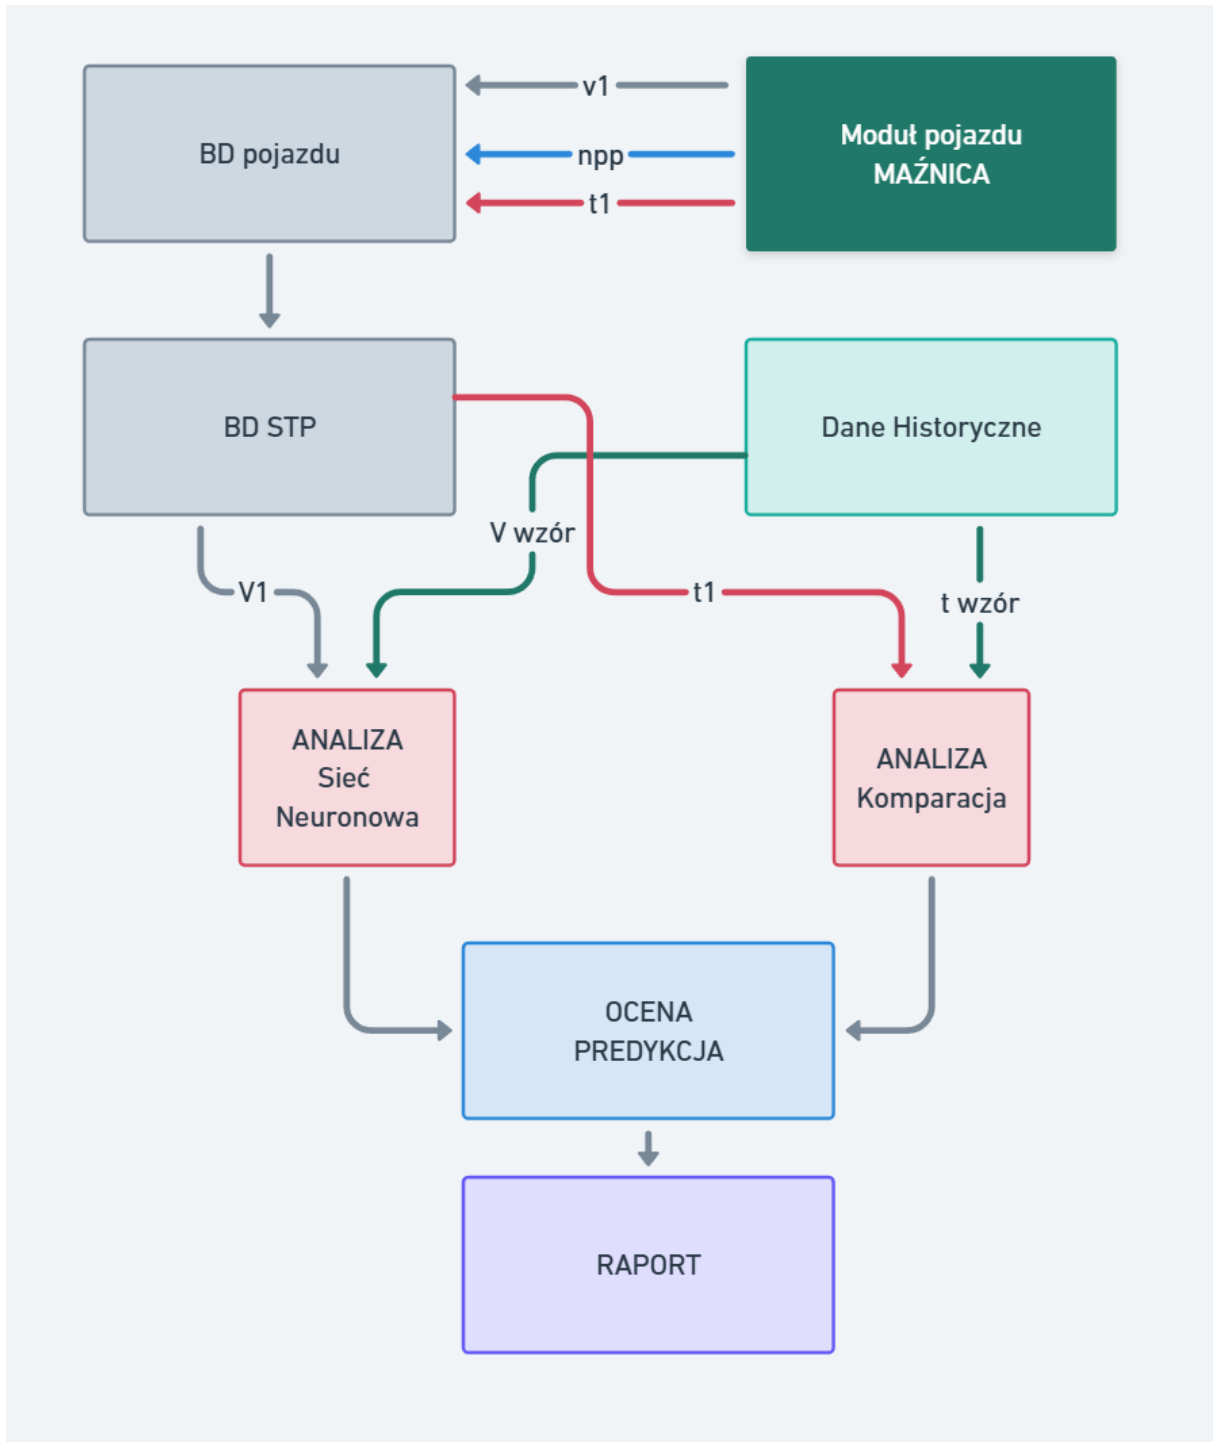 v1
BD pojazdu
npp
t1
Moduł pojazdu
MAŹNICA
BD STP
Dane Historyczne
V wzór
V1
t1
t wzór
ANALIZA
Sieć
Neuronowa
ANALIZA
Komparacja
OCENA
PREDYKCJA
RAPORT